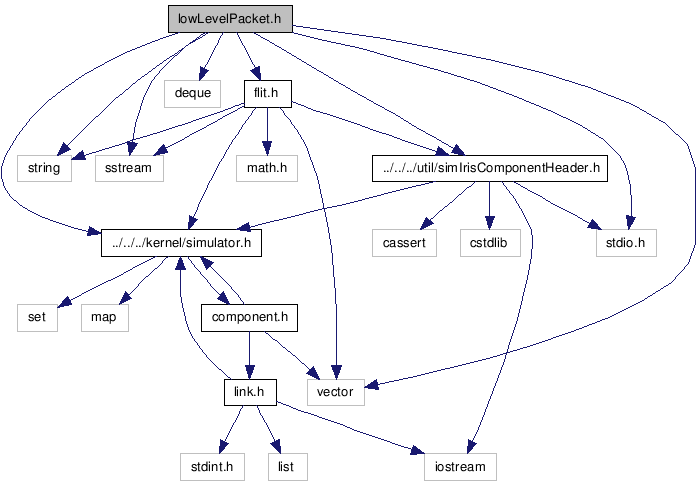 lowLevelPacket.h
deque
flit.h
string
sstream
math.h
../../../util/simIrisComponentHeader.h
../../../kernel/simulator.h
cassert
cstdlib
stdio.h
set
map
component.h
link.h
vector
stdint.h
list
iostream